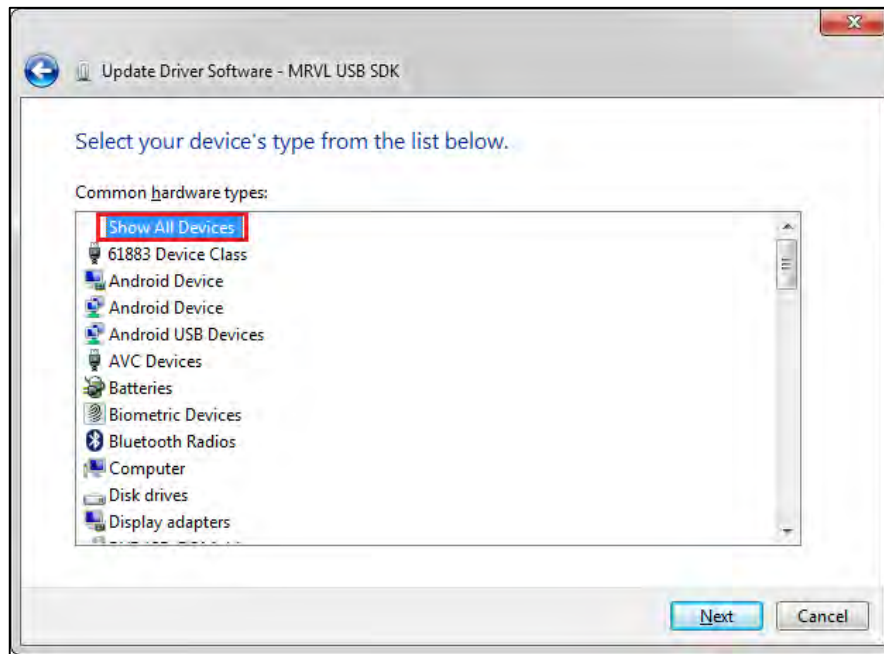 Update Driver Software - MRVL USB SDK
Select your device's type from the list below.
Common hardware types:
Show All Devices
61883 Device Class
Android Device
Android Device
Android USB Devices
AVC Devices
Batteries
Biometric Devices
Bluetooth Radios
Computer
Disk drives
Display adapters
Next
Cancel